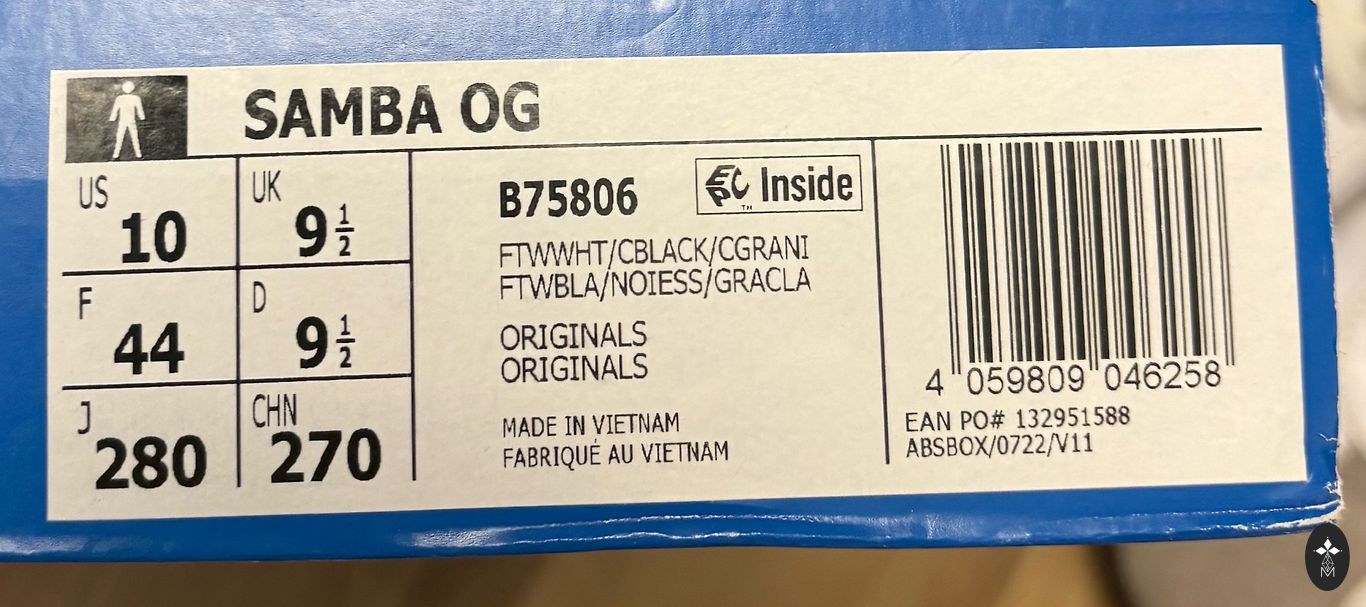 SAMBA OG
US 10
UK 9 1/2
F 44
D 9 1/2
J 280
CHN 270
B75806
EPC™ Inside
FTWWHT/CBLACK/CGRANI
FTWBLA/NOIESS/GRACLA
ORIGINALS
ORIGINALS
MADE IN VIETNAM
FABRIQUÉ AU VIETNAM
4 059809 046258
EAN PO# 132951588
ABSBOX/0722/V11
M